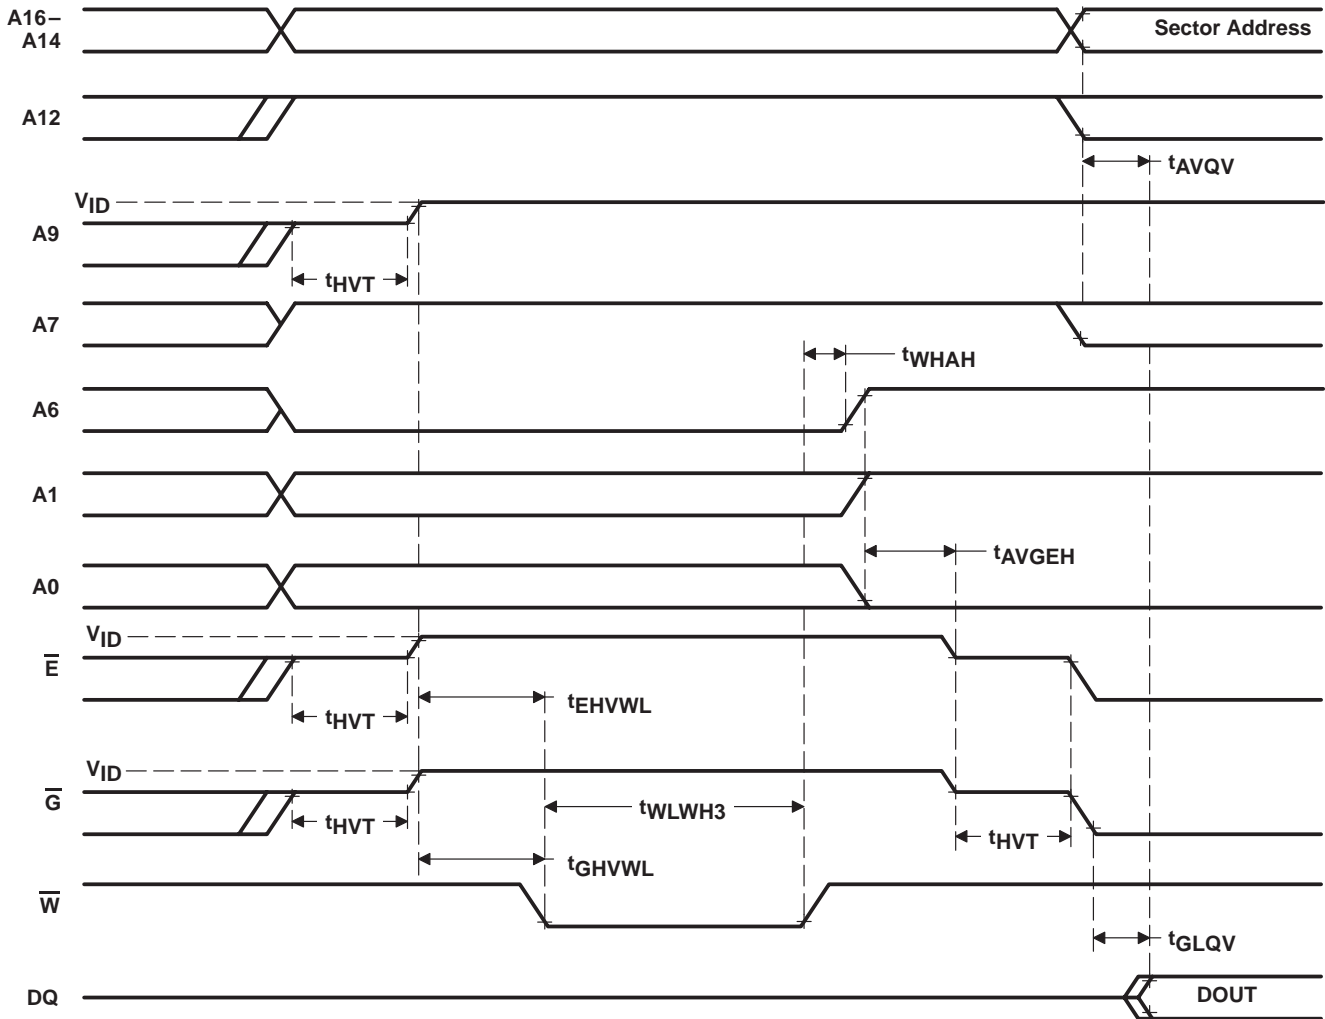 A16–
A14
Sector Address
A12
tAVQV
VID
A9
tHVT
A7
tWHAH
A6
A1
tAVGEH
A0
VID
E
tEHVWL
tHVT
VID
G
tWLWH3
tHVT
tHVT
tGHVWL
W
tGLQV
DQ
DOUT